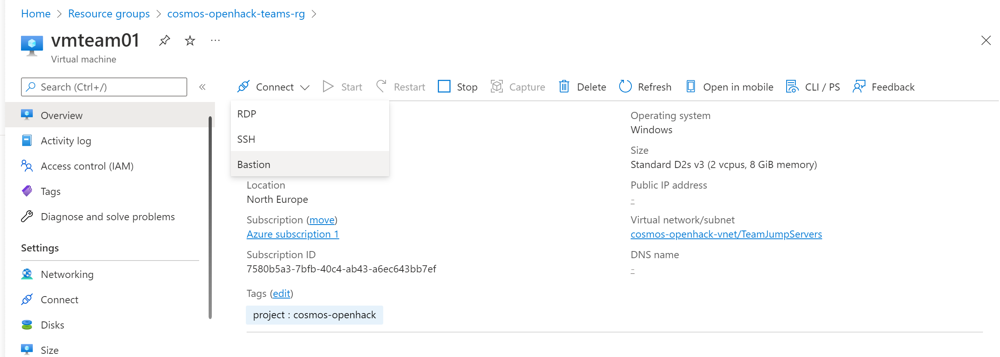 Home > Resource groups > cosmos-openhack-teams-rg >
vmteam01
Virtual machine
Search (Ctrl+/)
«
Overview
Activity log
Access control (IAM)
Tags
Diagnose and solve problems
Settings
Networking
Connect
Disks
Size
Connect
Start
Restart
Stop
Capture
Delete
Refresh
Open in mobile
CLI / PS
Feedback
RDP
SSH
Bastion
Location
North Europe
Subscription (move)
Azure subscription 1
Subscription ID
7580b5a3-7bfb-40c4-ab43-a6ec643bb7ef
Tags (edit)
project : cosmos-openhack
Operating system
Windows
Size
Standard D2s v3 (2 vcpus, 8 GiB memory)
Public IP address
-
Virtual network/subnet
cosmos-openhack-vnet/TeamJumpServers
DNS name
-